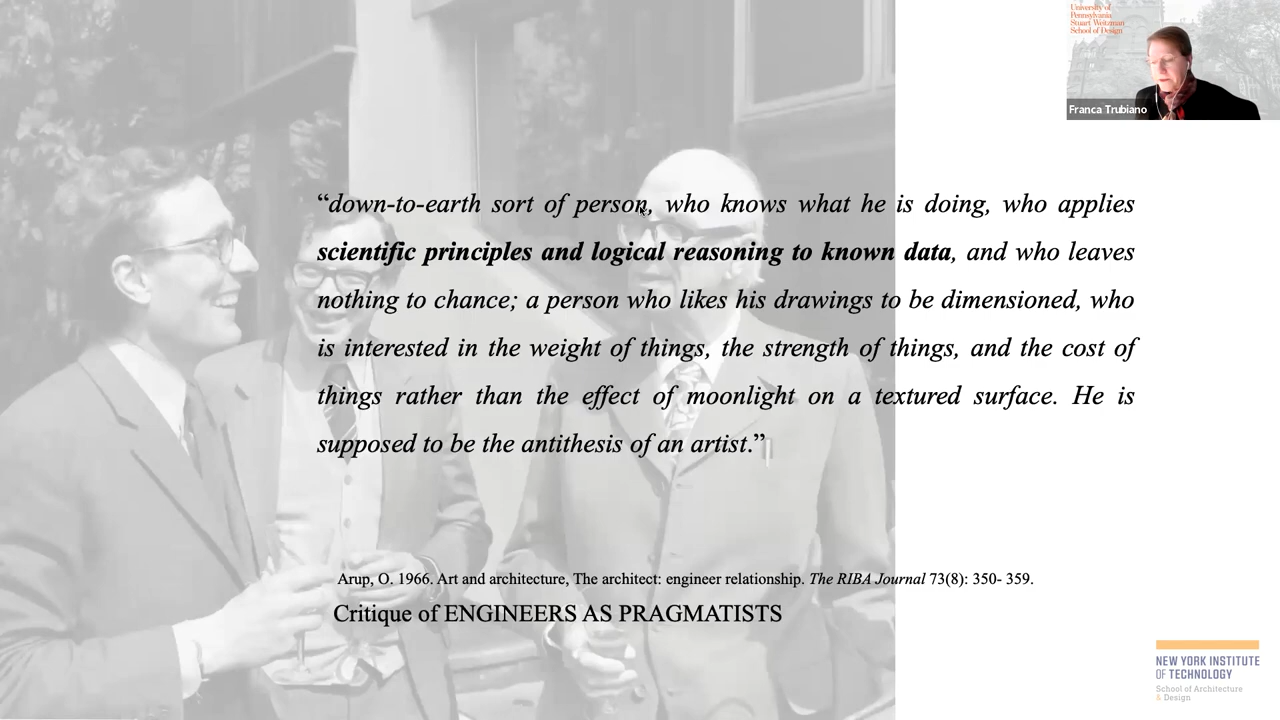 University of
Pennsylvania
Stuart Weitzman
School of Design
Franca Trubiano
“down-to-earth sort of person, who knows what he is doing, who applies
scientific principles and logical reasoning to known data, and who leaves
nothing to chance; a person who likes his drawings to be dimensioned, who
is interested in the weight of things, the strength of things, and the cost of
things rather than the effect of moonlight on a textured surface. He is
supposed to be the antithesis of an artist.”
Arup, O. 1966. Art and architecture, The architect: engineer relationship. The RIBA Journal 73(8): 350- 359.
Critique of ENGINEERS AS PRAGMATISTS
NEW YORK INSTITUTE
OF TECHNOLOGY
School of Architecture
& Design